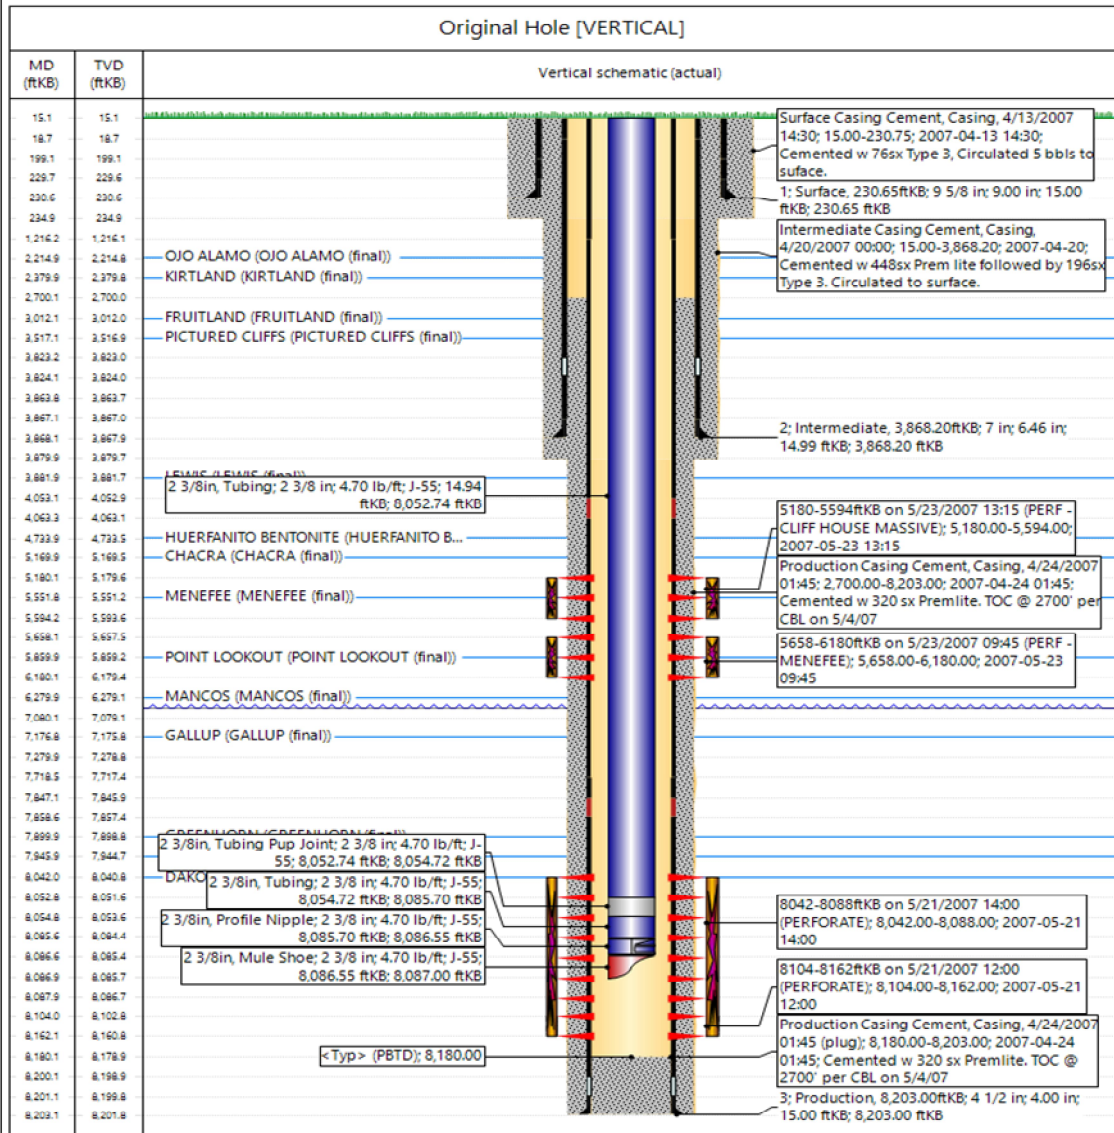 Original Hole [VERTICAL]
MD (ftKB)
TVD (ftKB)
Vertical schematic (actual)
15.1 15.1
18.7 18.7
199.1 199.1
229.7 229.6
230.6 230.6
234.9 234.9
1,216.2 1,216.1
2,214.9 2,214.8
2,379.9 2,379.8
2,700.1 2,700.0
3,012.1 3,012.0
3,517.1 3,516.9
3,823.2 3,823.0
3,824.1 3,824.0
3,863.8 3,863.7
3,867.1 3,867.0
3,868.1 3,867.9
3,879.9 3,879.7
3,881.9 3,881.7
4,053.1 4,052.9
4,063.3 4,063.1
4,733.9 4,733.5
5,169.9 5,169.5
5,180.1 5,179.6
5,551.8 5,551.2
5,594.2 5,593.6
5,658.1 5,657.5
5,859.9 5,859.2
6,180.1 6,179.4
6,279.9 6,279.1
7,080.1 7,079.1
7,176.8 7,175.8
7,279.9 7,278.8
7,718.5 7,717.4
7,847.1 7,845.9
7,858.6 7,857.4
7,899.9 7,898.8
7,945.9 7,944.7
8,042.0 8,040.8
8,052.8 8,051.6
8,054.8 8,053.6
8,085.6 8,084.4
8,086.6 8,085.4
8,086.9 8,085.7
8,087.9 8,086.7
8,104.0 8,102.8
8,162.1 8,160.8
8,180.1 8,178.9
8,200.1 8,198.9
8,201.1 8,199.8
8,203.1 8,201.8
OJO ALAMO (OJO ALAMO (final))
KIRTLAND (KIRTLAND (final))
FRUITLAND (FRUITLAND (final))
PICTURED CLIFFS (PICTURED CLIFFS (final))
LEWIS (LEWIS (final))
2 3/8in, Tubing; 2 3/8 in; 4.70 lb/ft; J-55; 14.94
ftKB; 8,052.74 ftKB
HUERFANITO BENTONITE (HUERFANITO B...
CHACRA (CHACRA (final))
MENEFEE (MENEFEE (final))
POINT LOOKOUT (POINT LOOKOUT (final))
MANCOS (MANCOS (final))
GALLUP (GALLUP (final))
GREENHORN (GREENHORN (final))
2 3/8in, Tubing Pup Joint; 2 3/8 in; 4.70 lb/ft; J-
55; 8,052.74 ftKB; 8,054.72 ftKB
DAKO
2 3/8in, Tubing; 2 3/8 in; 4.70 lb/ft; J-55;
8,054.72 ftKB; 8,085.70 ftKB
2 3/8in, Profile Nipple; 2 3/8 in; 4.70 lb/ft; J-55;
8,085.70 ftKB; 8,086.55 ftKB
2 3/8in, Mule Shoe; 2 3/8 in; 4.70 lb/ft; J-55;
8,086.55 ftKB; 8,087.00 ftKB
<Typ> (PBTD); 8,180.00
Surface Casing Cement, Casing, 4/13/2007
14:30; 15.00-230.75; 2007-04-13 14:30;
Cemented w 76sx Type 3, Circulated 5 bbls to
suface.
1; Surface, 230.65ftKB; 9 5/8 in; 9.00 in; 15.00
ftKB; 230.65 ftKB
Intermediate Casing Cement, Casing,
4/20/2007 00:00; 15.00-3,868.20; 2007-04-20;
Cemented w 448sx Prem lite followed by 196sx
Type 3. Circulated to surface.
2; Intermediate, 3,868.20ftKB; 7 in; 6.46 in;
14.99 ftKB; 3,868.20 ftKB
5180-5594ftKB on 5/23/2007 13:15 (PERF -
CLIFF HOUSE MASSIVE); 5,180.00-5,594.00;
2007-05-23 13:15
Production Casing Cement, Casing, 4/24/2007
01:45; 2,700.00-8,203.00; 2007-04-24 01:45;
Cemented w 320 sx Premlite. TOC @ 2700' per
CBL on 5/4/07
5658-6180ftKB on 5/23/2007 09:45 (PERF -
MENEFEE); 5,658.00-6,180.00; 2007-05-23
09:45
8042-8088ftKB on 5/21/2007 14:00
(PERFORATE); 8,042.00-8,088.00; 2007-05-21
14:00
8104-8162ftKB on 5/21/2007 12:00
(PERFORATE); 8,104.00-8,162.00; 2007-05-21
12:00
Production Casing Cement, Casing, 4/24/2007
01:45 (plug); 8,180.00-8,203.00; 2007-04-24
01:45; Cemented w 320 sx Premlite. TOC @
2700' per CBL on 5/4/07
3; Production, 8,203.00ftKB; 4 1/2 in; 4.00 in;
15.00 ftKB; 8,203.00 ftKB